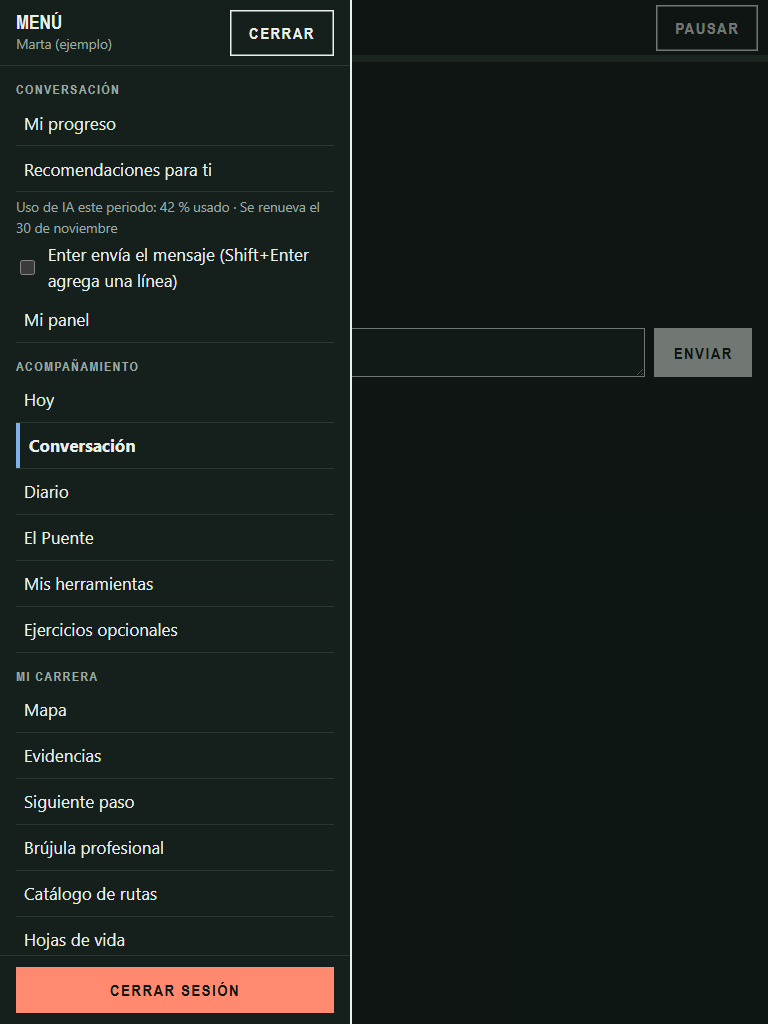 MENÚ
Marta (ejemplo)
CERRAR
PAUSAR
CONVERSACIÓN
Mi progreso
Recomendaciones para ti
Uso de IA este periodo: 42 % usado · Se renueva el
30 de noviembre
Enter envía el mensaje (Shift+Enter
agrega una línea)
Mi panel
ENVIAR
ACOMPAÑAMIENTO
Hoy
Conversación
Diario
El Puente
Mis herramientas
Ejercicios opcionales
MI CARRERA
Mapa
Evidencias
Siguiente paso
Brújula profesional
Catálogo de rutas
Hojas de vida
CERRAR SESIÓN